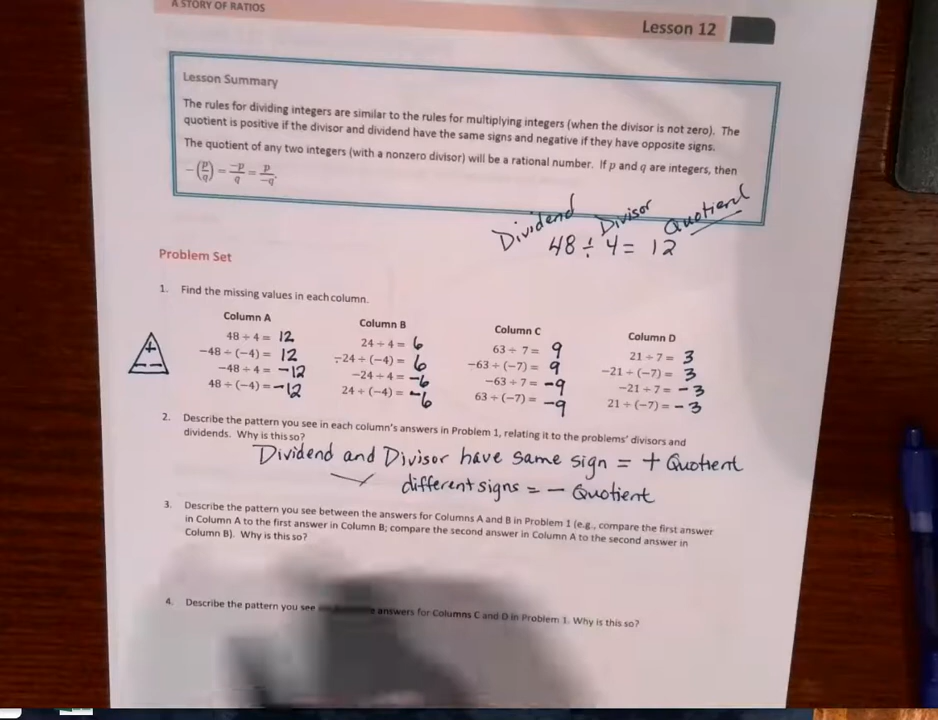 A STORY OF RATIOS
Lesson 12
Lesson Summary
The rules for dividing integers are similar to the rules for multiplying integers (when the divisor is not zero). The
quotient is positive if the divisor and dividend have the same signs and negative if they have opposite signs.
The quotient of any two integers (with a nonzero divisor) will be a rational number. If p and q are integers, then
−(p/q) = −p/q = p/−q.
Dividend Divisor Quotient
48 ÷ 4 = 12
Problem Set
1. Find the missing values in each column.
Column A
48 ÷ 4 = 12
−48 ÷ (−4) = 12
−48 ÷ 4 = −12
48 ÷ (−4) = −12
Column B
24 ÷ 4 = 6
−24 ÷ (−4) = 6
−24 ÷ 4 = −6
24 ÷ (−4) = −6
Column C
63 ÷ 7 = 9
−63 ÷ (−7) = 9
−63 ÷ 7 = −9
63 ÷ (−7) = −9
Column D
21 ÷ 7 = 3
−21 ÷ (−7) = 3
−21 ÷ 7 = −3
21 ÷ (−7) = −3
+
− −
2. Describe the pattern you see in each column's answers in Problem 1, relating it to the problems' divisors and
dividends. Why is this so?
Dividend and Divisor have same sign = + Quotient
different signs = − Quotient
3. Describe the pattern you see between the answers for Columns A and B in Problem 1 (e.g., compare the first answer
in Column A to the first answer in Column B; compare the second answer in Column A to the second answer in
Column B). Why is this so?
4. Describe the pattern you see answers for Columns C and D in Problem 1. Why is this so?